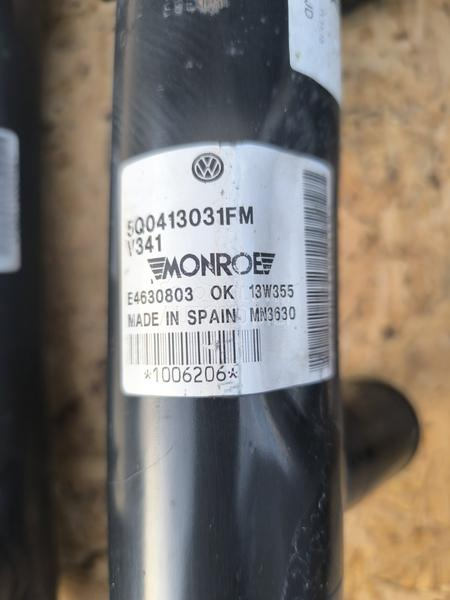 5Q0413031FM
V341
MONROE
E4630803 OK 13W355
MADE IN SPAIN MN3630
*1006206*